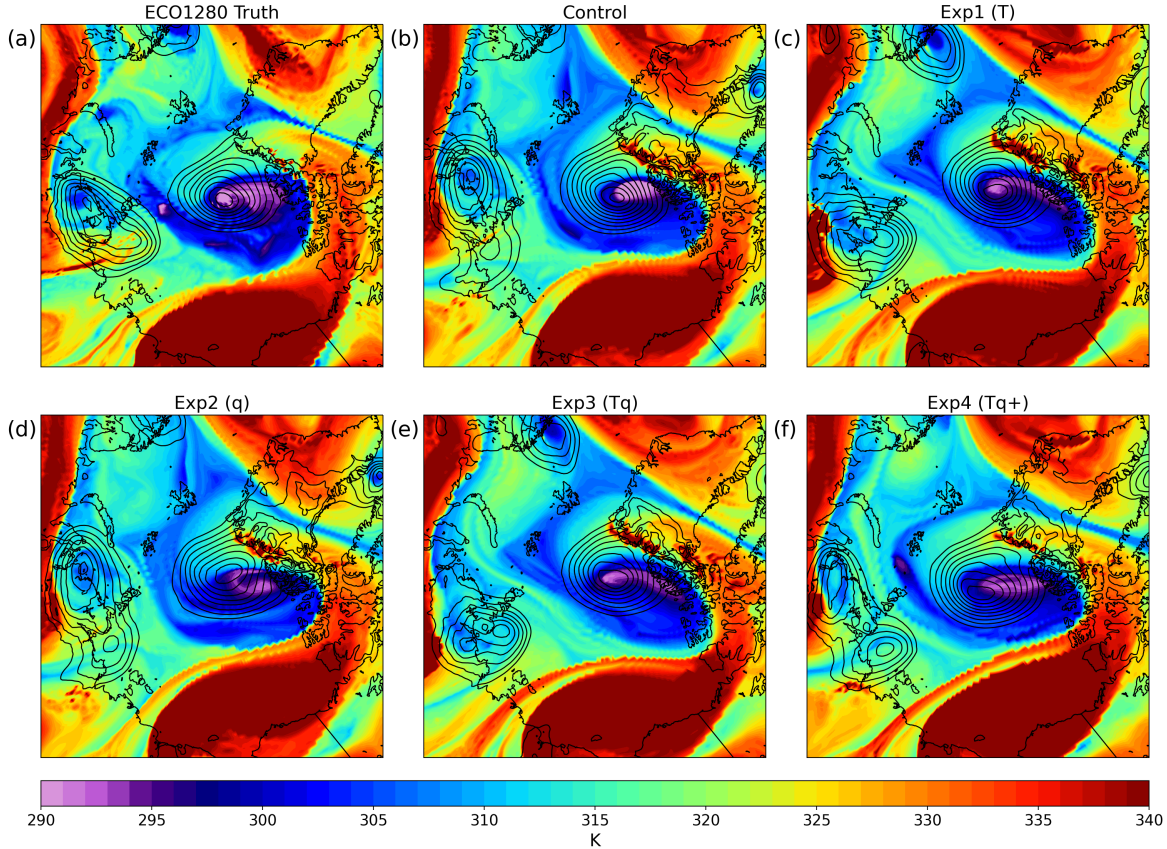 ECO1280 Truth
Control
Exp1 (T)
(a)
(b)
(c)
Exp2 (q)
Exp3 (Tq)
Exp4 (Tq+)
(d)
(e)
(f)
290 295 300 305 310 315 320 325 330 335 340
K